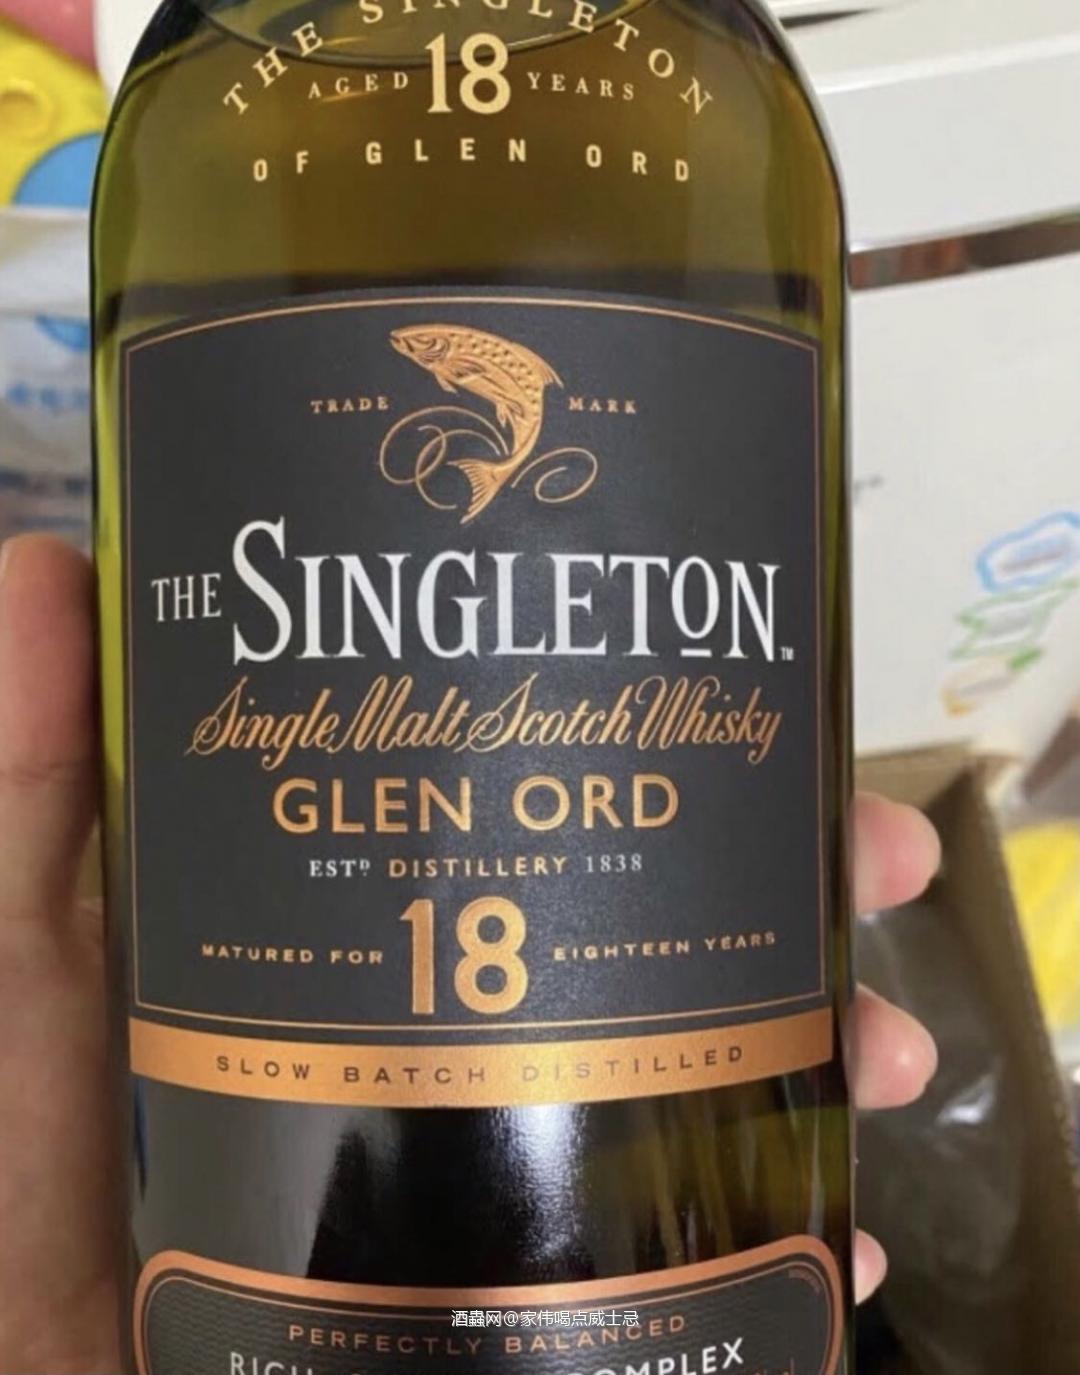 THE SINGLETON
AGED 18 YEARS
OF GLEN ORD
TRADE MARK
THE SINGLETON™
Single Malt Scotch Whisky
GLEN ORD
ESTD DISTILLERY 1838
MATURED FOR 18 EIGHTEEN YEARS
SLOW BATCH DISTILLED
酒蟲网@家伟喝点威士忌
PERFECTLY BALANCED
COMPLEX